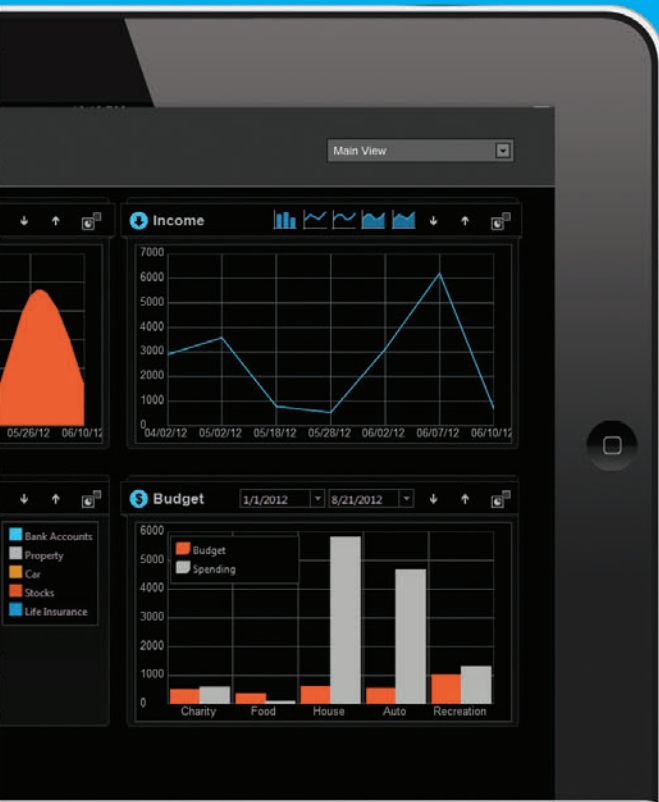 Main View
Income
7000
6000
5000
4000
3000
2000
1000
0
04/02/12 05/02/12 05/18/12 05/28/12 06/02/12 06/07/12 06/10/12
05/26/12 06/10/12
Bank Accounts
Property
Car
Stocks
Life Insurance
$ Budget 1/1/2012 8/21/2012
6000
5000
4000
3000
2000
1000
0
Budget
Spending
Charity Food House Auto Recreation